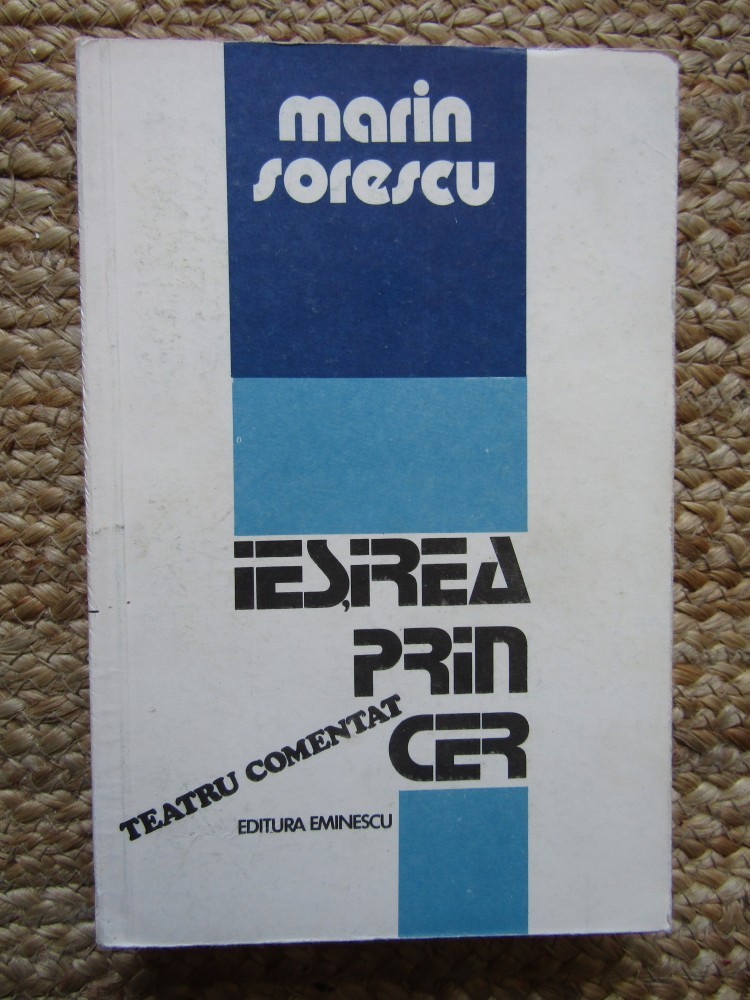 marin
sorescu
IEȘIREA
PRIN
CER
TEATRU COMENTAT
EDITURA EMINESCU